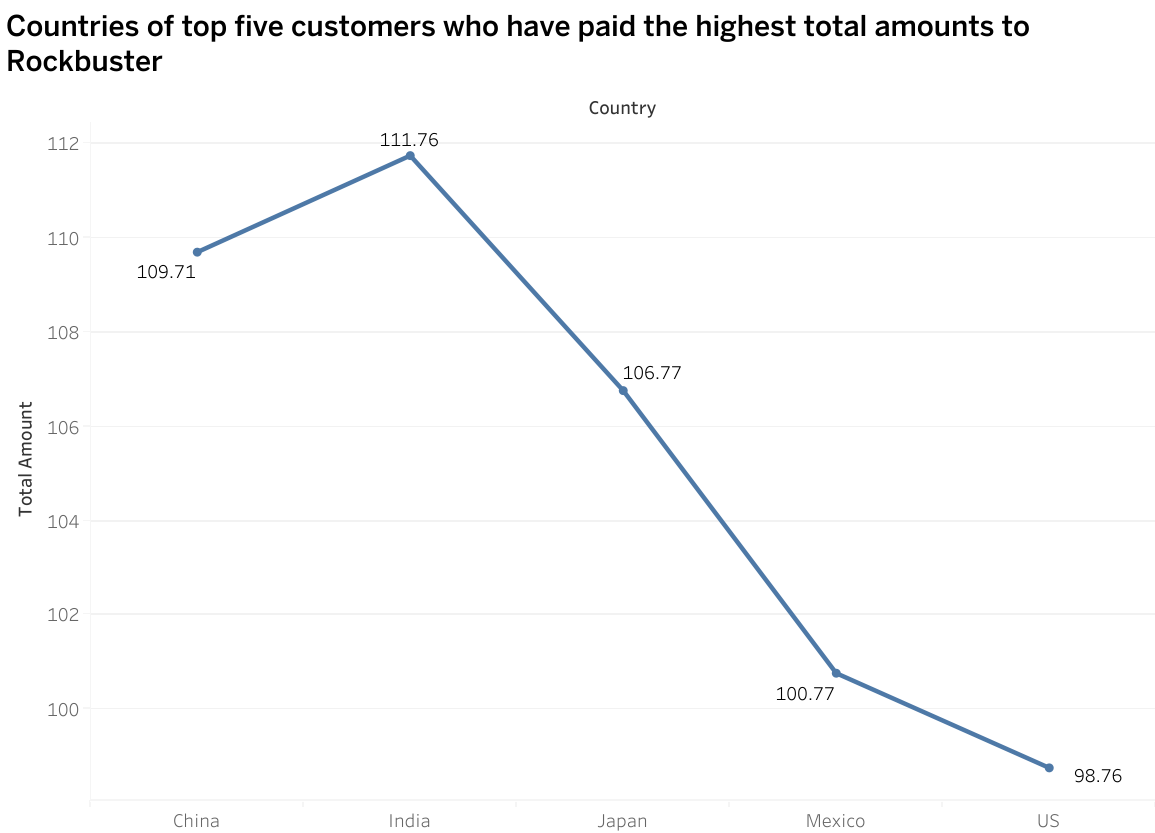 Countries of top five customers who have paid the highest total amounts to
Rockbuster
Country
112
110
108
106
104
102
100
Total Amount
109.71
111.76
106.77
100.77
98.76
China
India
Japan
Mexico
US